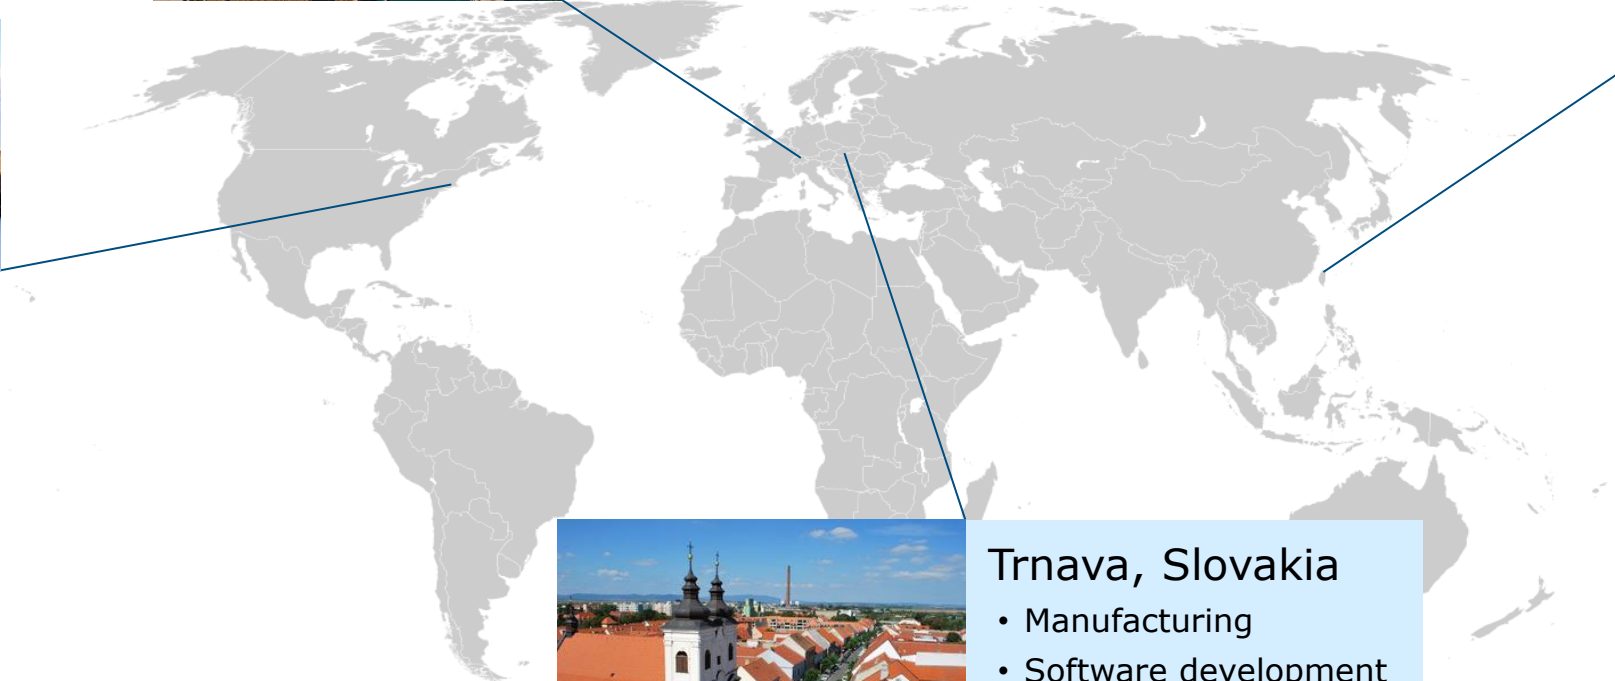 Trnava, Slovakia
• Manufacturing
• Software development